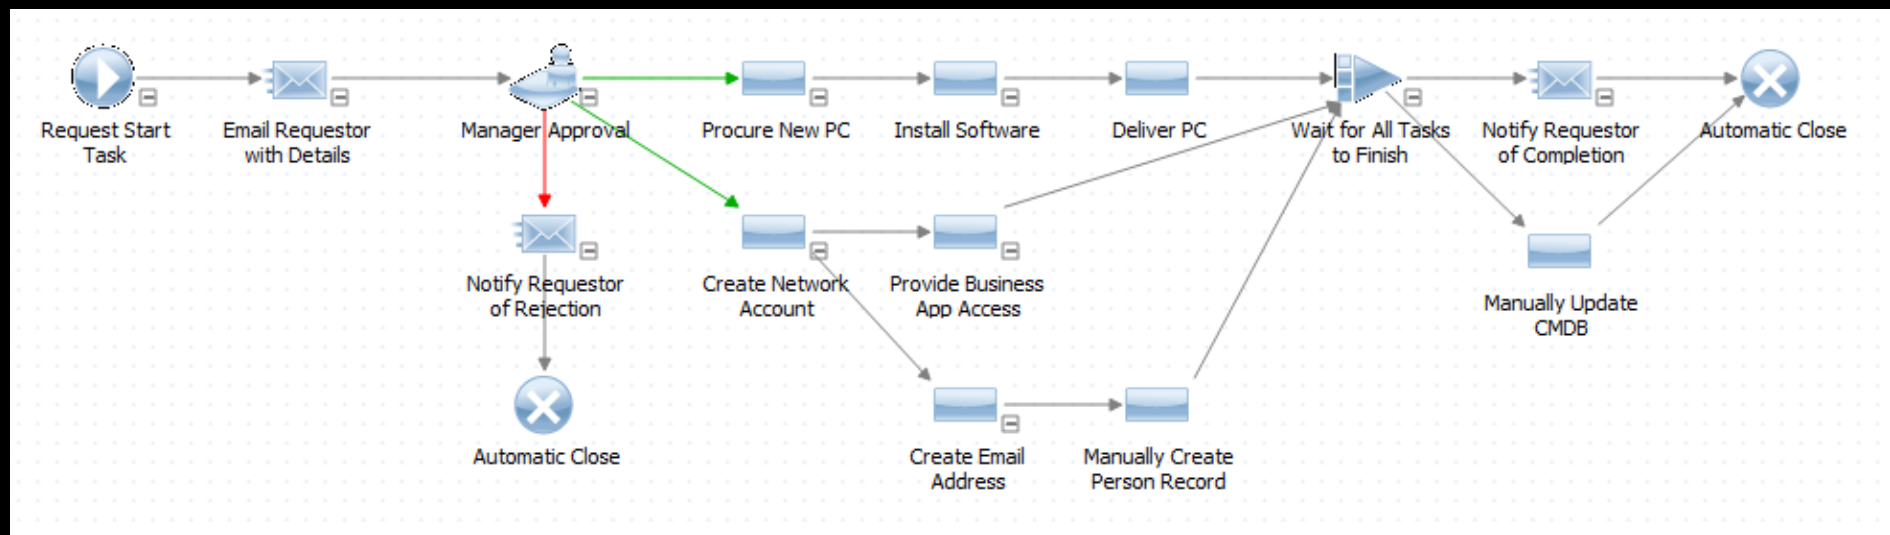 Request Start
Task
Email Requestor
with Details
Manager Approval
Procure New PC
Install Software
Deliver PC
Wait for All Tasks
to Finish
Notify Requestor
of Completion
Automatic Close
Notify Requestor
of Rejection
Create Network
Account
Provide Business
App Access
Manually Update
CMDB
Automatic Close
Create Email
Address
Manually Create
Person Record